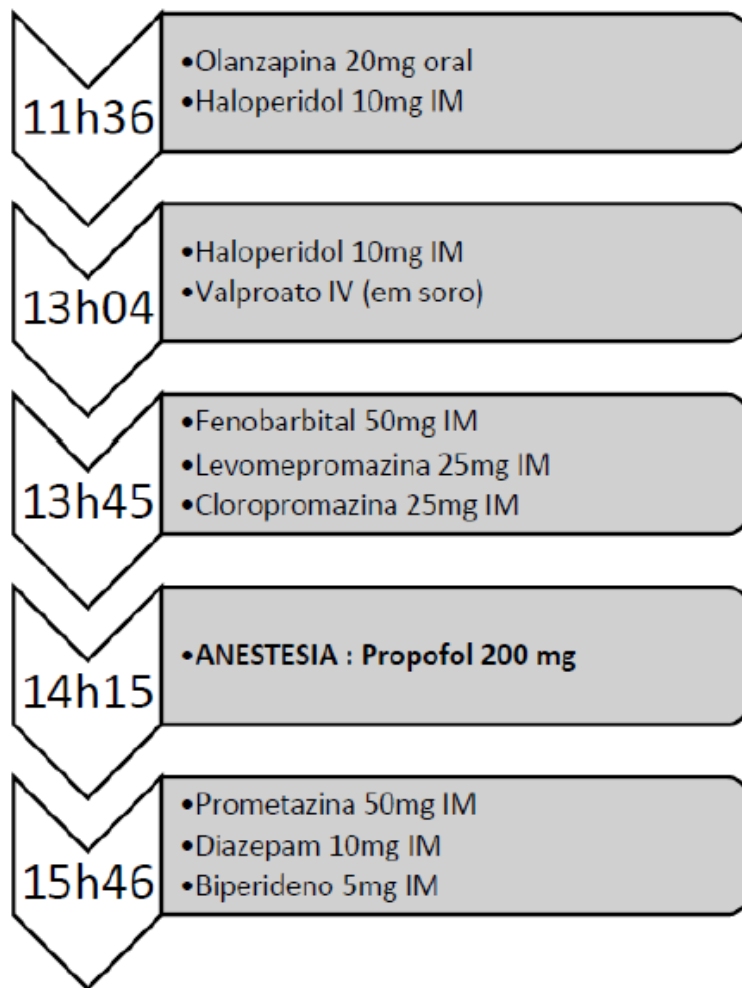 11h36
•Olanzapina 20mg oral
•Haloperidol 10mg IM
13h04
•Haloperidol 10mg IM
•Valproato IV (em soro)
13h45
•Fenobarbital 50mg IM
•Levomepromazina 25mg IM
•Cloropromazina 25mg IM
14h15
•ANESTESIA : Propofol 200 mg
15h46
•Prometazina 50mg IM
•Diazepam 10mg IM
•Biperideno 5mg IM